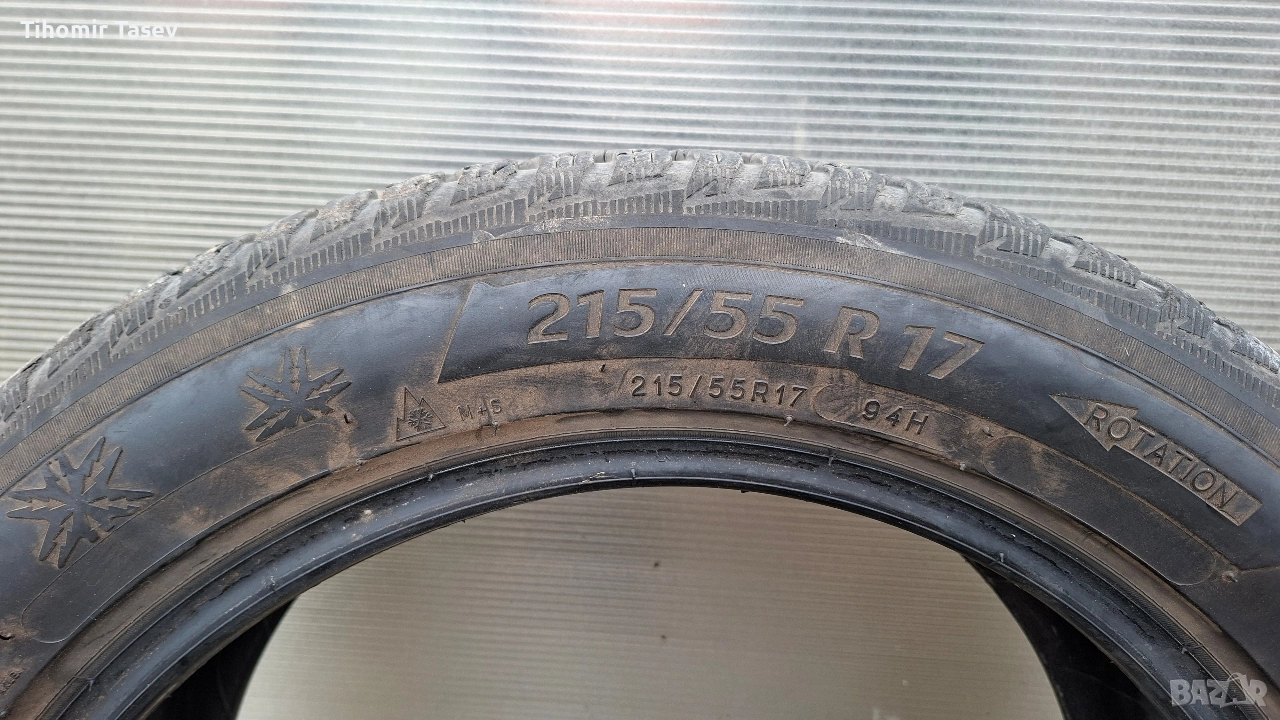 Tihomir Tasev
215/55 R 17
M+S
215/55R17 94H
ROTATION
BAZAR